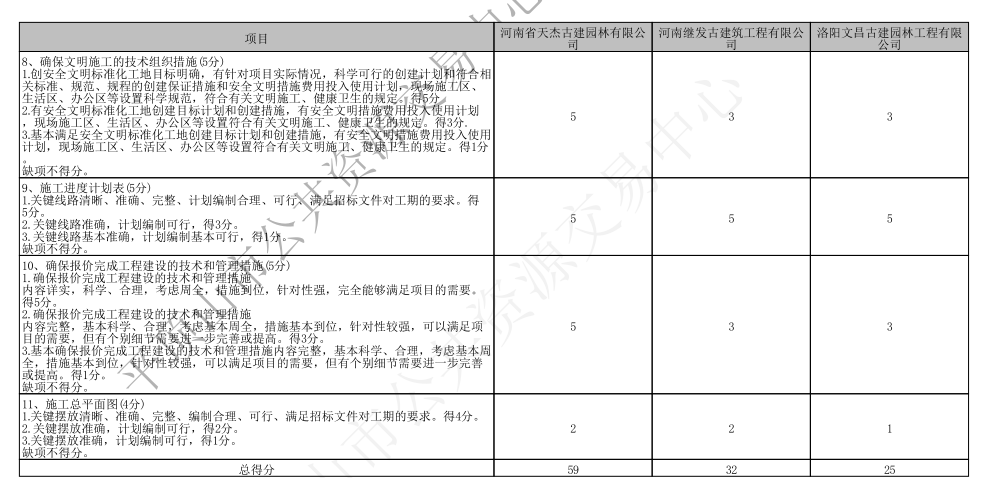 项目
河南省天杰古建园林有限公
司
河南继发古建筑工程有限公
司
洛阳文昌古建园林工程有限
公司
8、确保文明施工的技术组织措施(5分)
1.创安全文明标准化工地目标明确，有针对项目实际情况，科学可行的创建计划和符合相
关标准、规范、规程的创建保证措施和安全文明措施费用投入使用计划，现场施工区、
生活区、办公区等设置科学规范，符合有关文明施工、健康卫生的规定。得5分。
2.有安全文明标准化工地创建目标计划和创建措施，有安全文明措施费用投入使用计划
，现场施工区、生活区、办公区等设置符合有关文明施工、健康卫生的规定。得3分。
3.基本满足安全文明标准化工地创建目标计划和创建措施，有安全文明措施费用投入使用
计划，现场施工区、生活区、办公区等设置符合有关文明施工、健康卫生的规定。得1分
。
缺项不得分。
5
3
3
9、施工进度计划表(5分)
1.关键线路清晰、准确、完整、计划编制合理、可行、满足招标文件对工期的要求。得
5分。
2.关键线路准确，计划编制可行，得3分。
3.关键线路基本准确，计划编制基本可行，得1分。
缺项不得分。
5
5
5
10、确保报价完成工程建设的技术和管理措施(5分)
1.确保报价完成工程建设的技术和管理措施
内容详实，科学、合理，考虑周全，措施到位，针对性强，完全能够满足项目的需要。
得5分。
2.确保报价完成工程建设的技术和管理措施
内容完整，基本科学、合理，考虑基本周全，措施基本到位，针对性较强，可以满足项
目的需要，但有个别细节需要进一步完善或提高。得3分。
3.基本确保报价完成工程建设的技术和管理措施内容完整，基本科学、合理，考虑基本周
全，措施基本到位，针对性较强，可以满足项目的需要，但有个别细节需要进一步完善
或提高。得1分。
缺项不得分。
5
3
3
11、施工总平面图(4分)
1.关键摆放清晰、准确、完整、编制合理、可行、满足招标文件对工期的要求。得4分。
2.关键摆放准确，计划编制可行，得2分。
3.关键摆放准确，计划编制可行，得1分。
缺项不得分。
2
2
1
总得分
59
32
25
平顶山市公共资源交易中心
山市公共资源交易中心